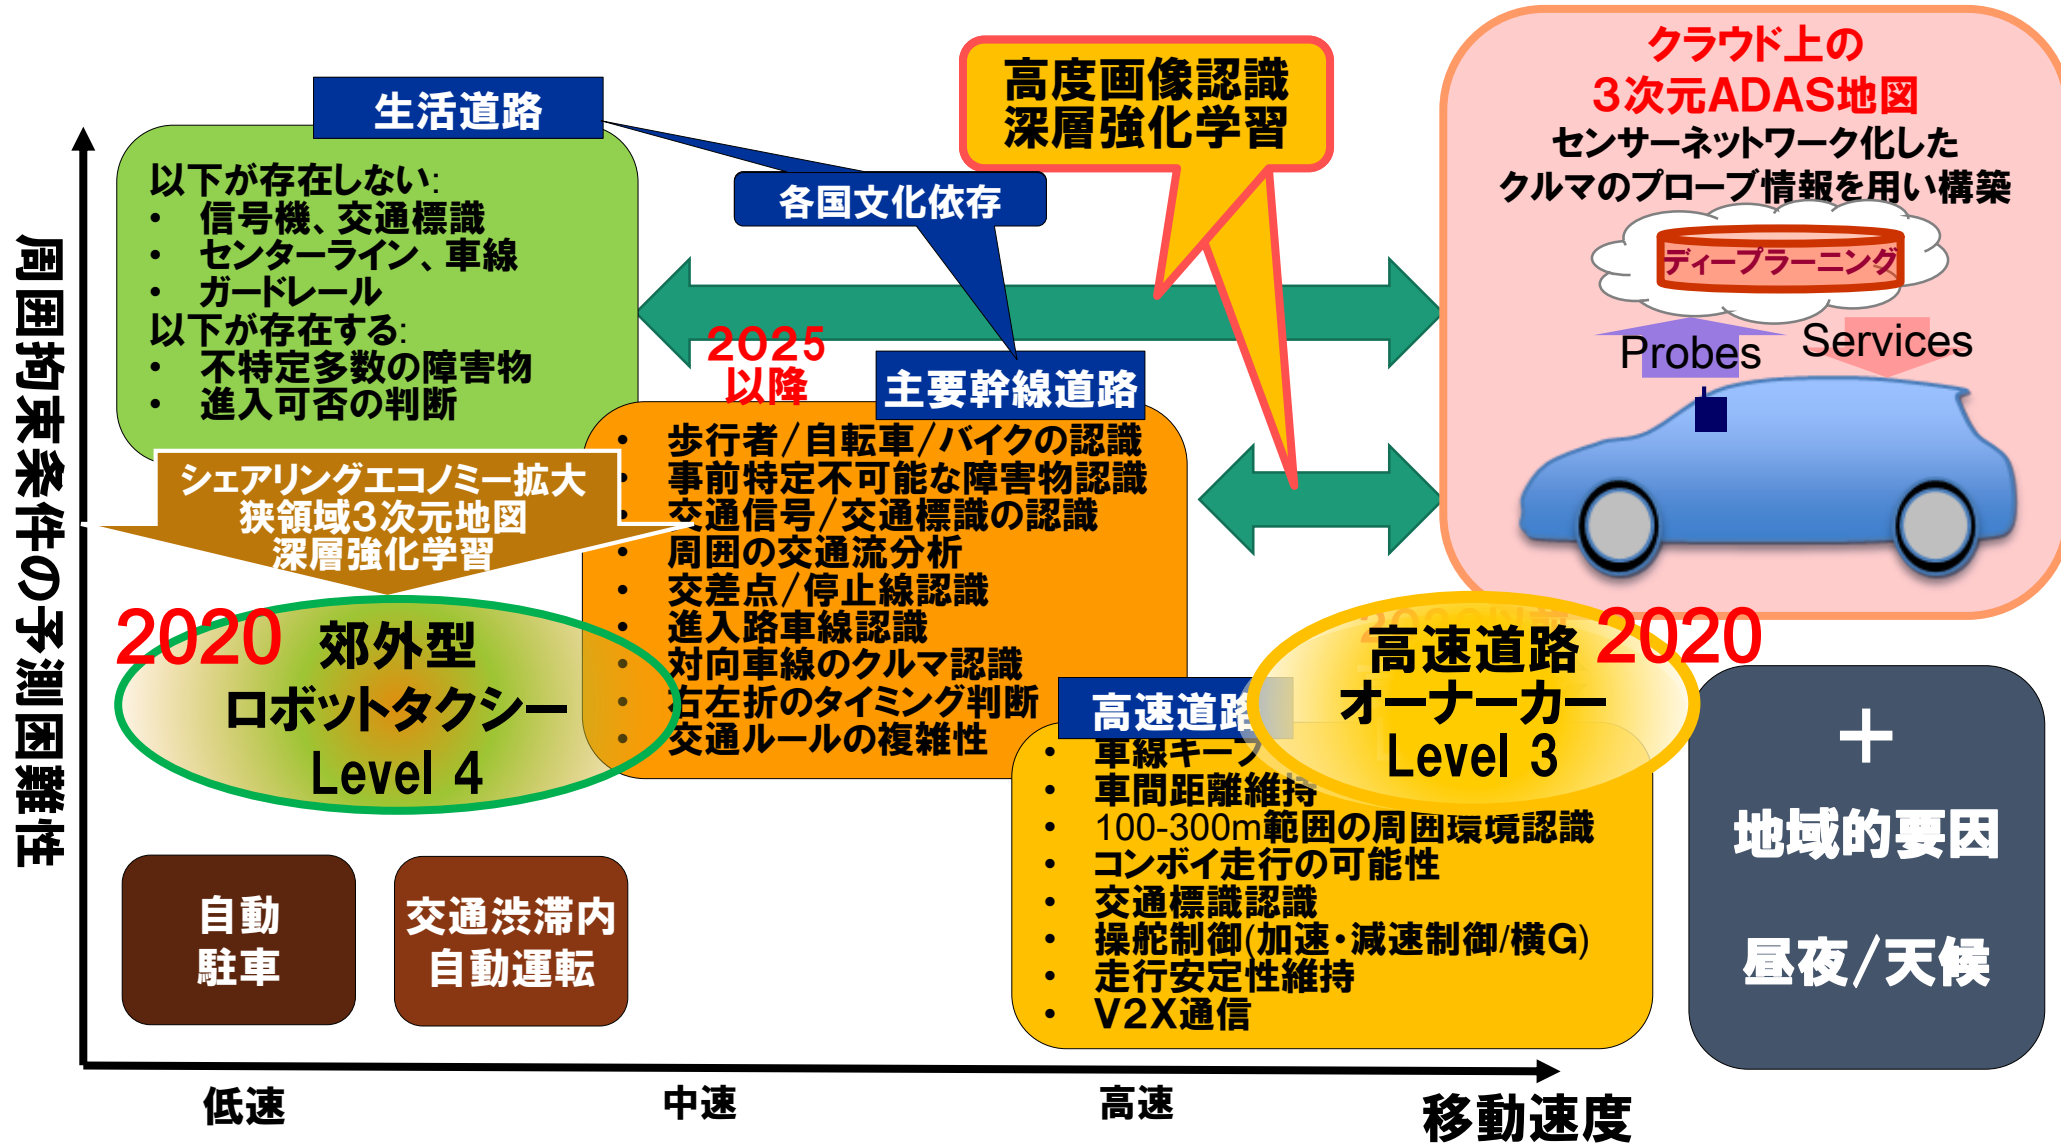 周囲拘束条件の予測困難性
生活道路
以下が存在しない:
• 信号機、交通標識
• センターライン、車線
• ガードレール
以下が存在する:
• 不特定多数の障害物
• 進入可否の判断
各国文化依存
高度画像認識
深層強化学習
クラウド上の
3次元ADAS地図
センサーネットワーク化した
クルマのプローブ情報を用い構築
ディープラーニング
Probes
Services
2025
以降
主要幹線道路
• 歩行者/自転車/バイクの認識
• 事前特定不可能な障害物認識
• 交通信号/交通標識の認識
• 周囲の交通流分析
• 交差点/停止線認識
• 進入路車線認識
• 対向車線のクルマ認識
• 右左折のタイミング判断
• 交通ルールの複雑性
シェアリングエコノミー拡大
狭領域3次元地図
深層強化学習
2020
郊外型
ロボットタクシー
Level 4
高速道路
• 車線キープ
• 車間距離維持
• 100-300m範囲の周囲環境認識
• コンボイ走行の可能性
• 交通標識認識
• 操舵制御(加速・減速制御/横G)
• 走行安定性維持
• V2X通信
高速道路
オーナーカー
Level 3
2020
＋
地域的要因
昼夜/天候
自動
駐車
交通渋滞内
自動運転
低速
中速
高速
移動速度